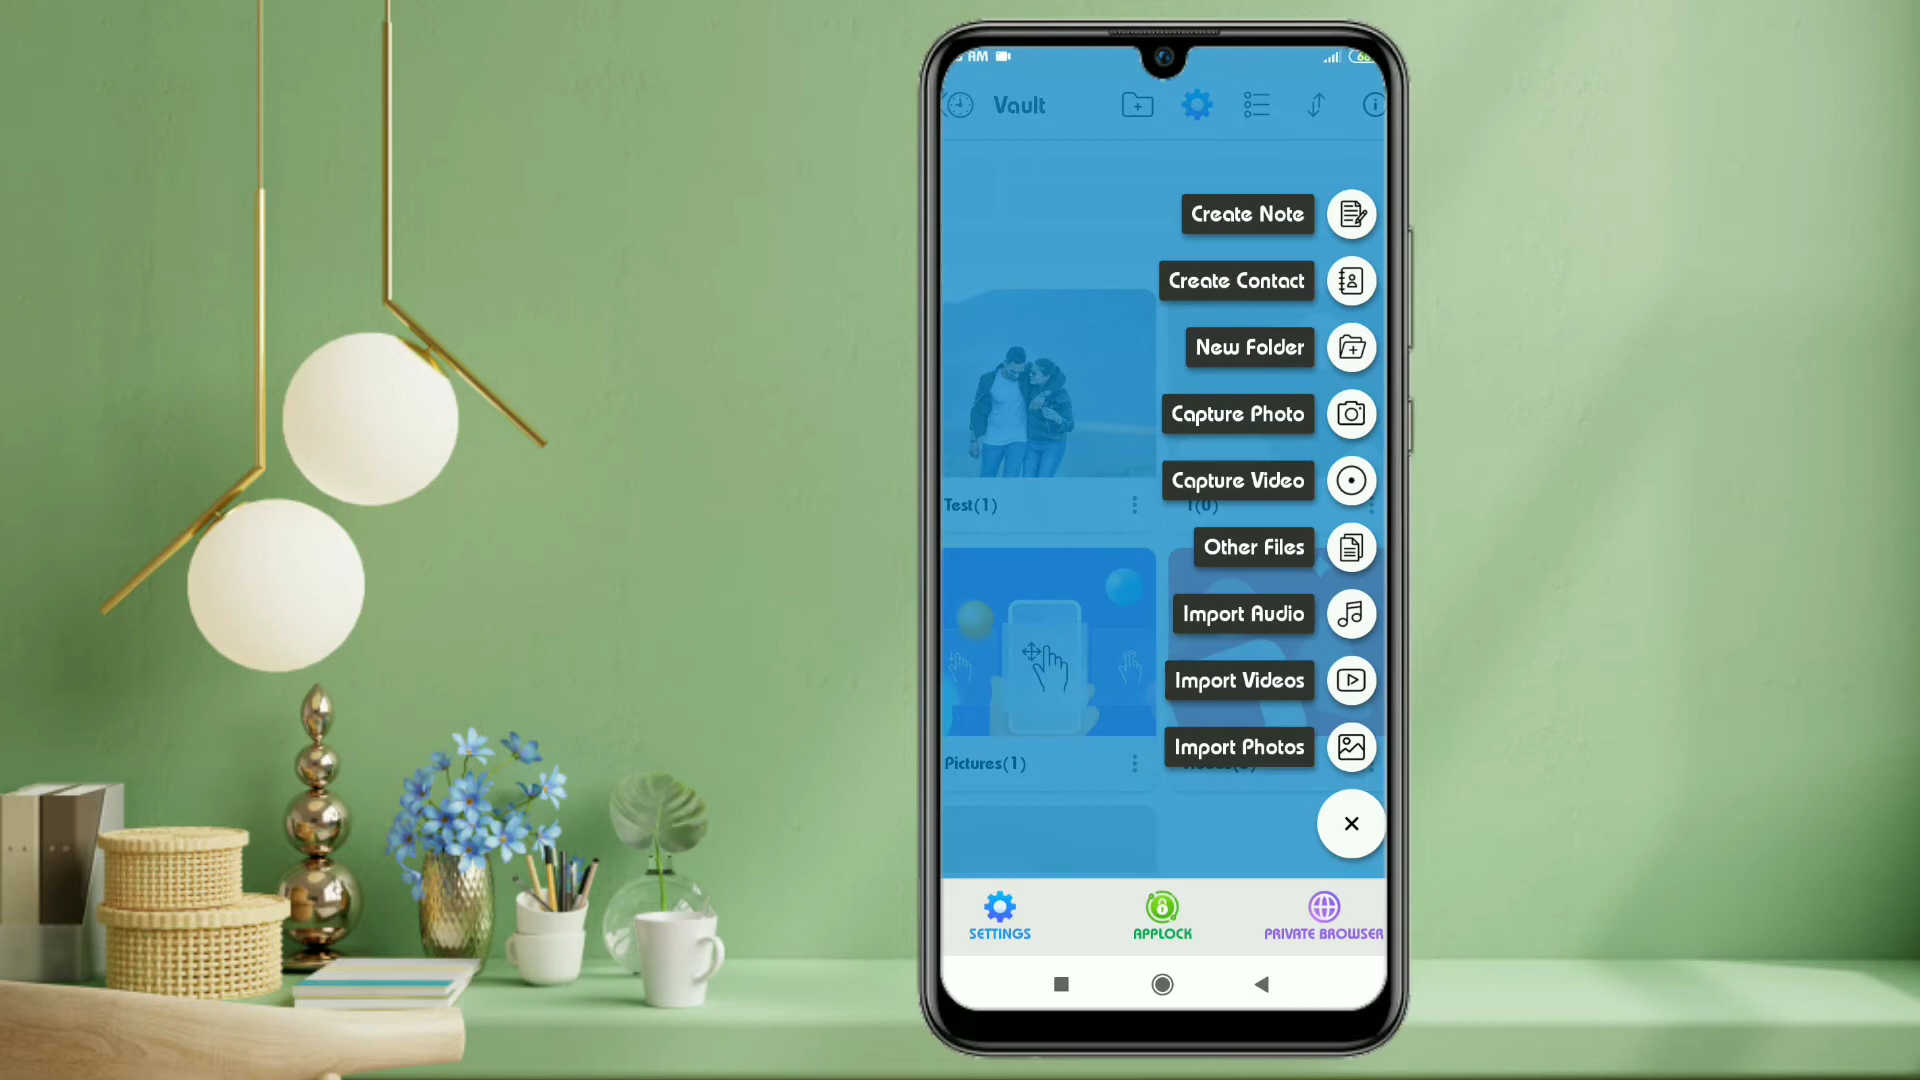 AM
Vault
Create Note
Create Contact
New Folder
Capture Photo
Capture Video
Test(1)
Other Files
Import Audio
Import Videos
Import Photos
Pictures(1)
SETTINGS
APPLOCK
PRIVATE BROWSER